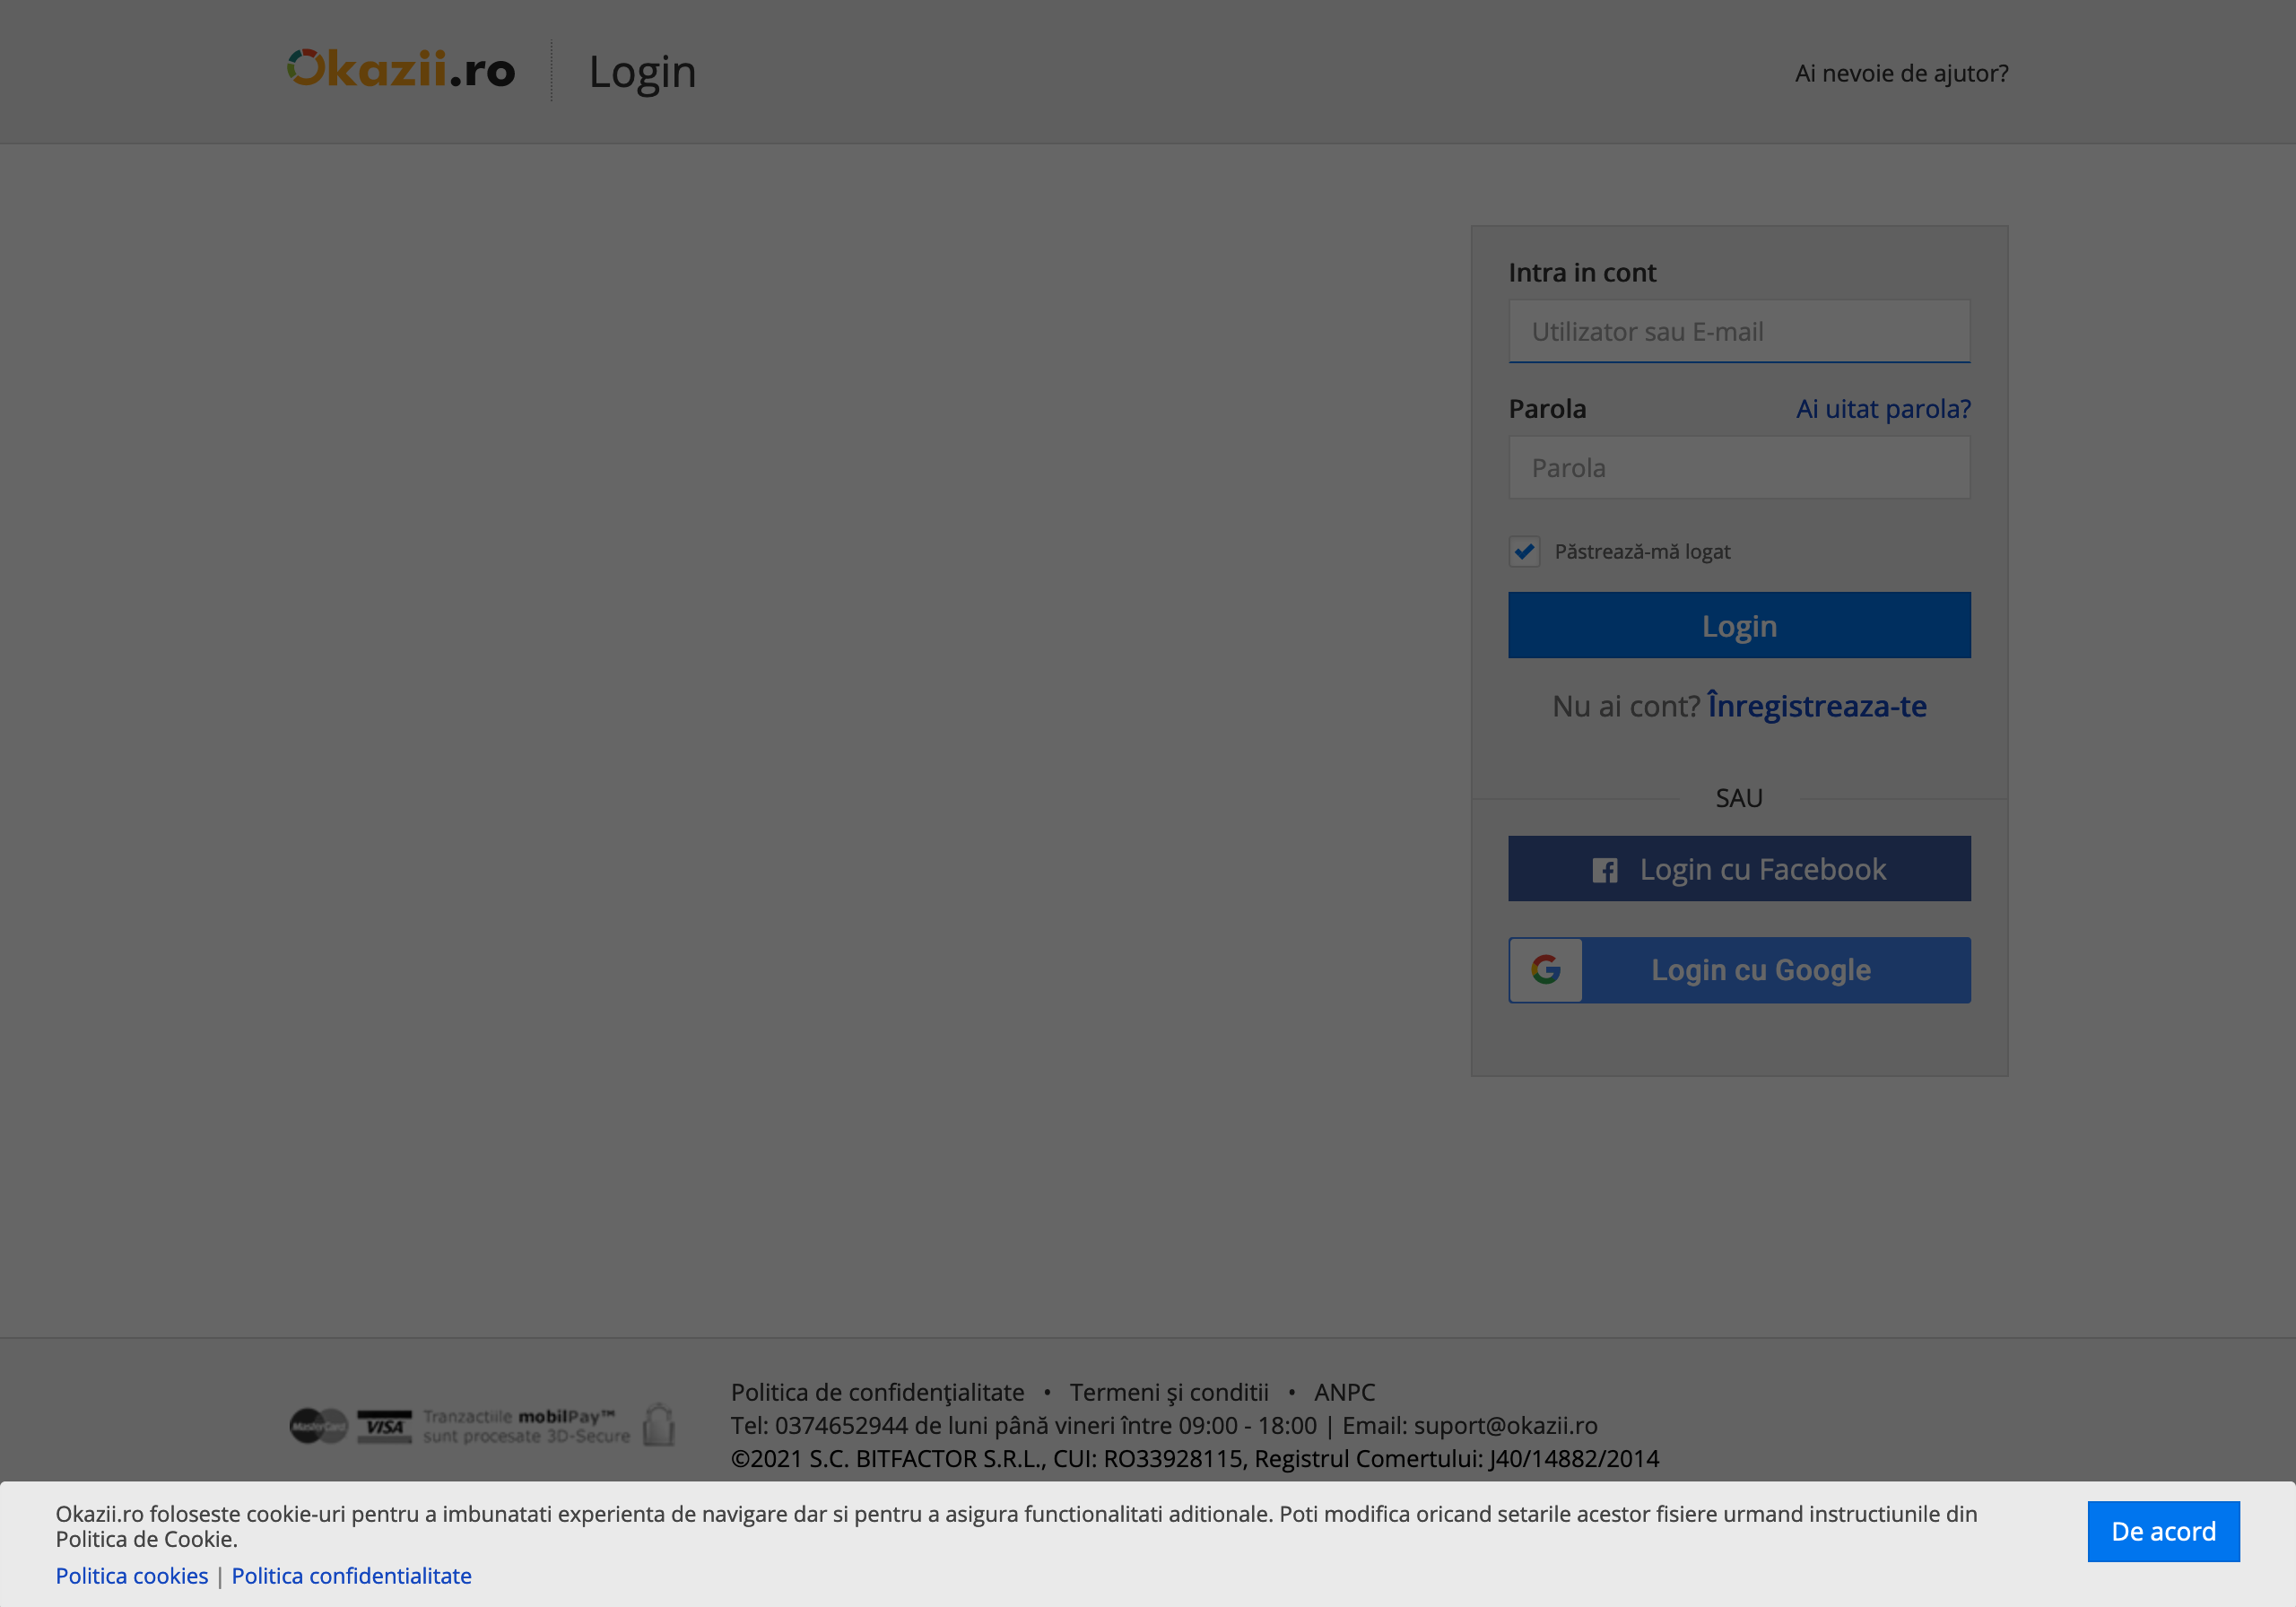 Okazii.ro
Login
Ai nevoie de ajutor?
Intra in cont
Utilizator sau E-mail
Parola
Ai uitat parola?
Parola
Păstrează-mă logat
Login
Nu ai cont? Înregistreaza-te
SAU
Login cu Facebook
Login cu Google
MasterCard
VISA
Tranzactiile mobilPay™
sunt procesate 3D-Secure
Politica de confidenţialitate • Termeni şi conditii • ANPC
Tel: 0374652944 de luni până vineri între 09:00 - 18:00 | Email: suport@okazii.ro
©2021 S.C. BITFACTOR S.R.L., CUI: RO33928115, Registrul Comertului: J40/14882/2014
Okazii.ro foloseste cookie-uri pentru a imbunatati experienta de navigare dar si pentru a asigura functionalitati aditionale. Poti modifica oricand setarile acestor fisiere urmand instructiunile din
Politica de Cookie.
Politica cookies | Politica confidentialitate
De acord